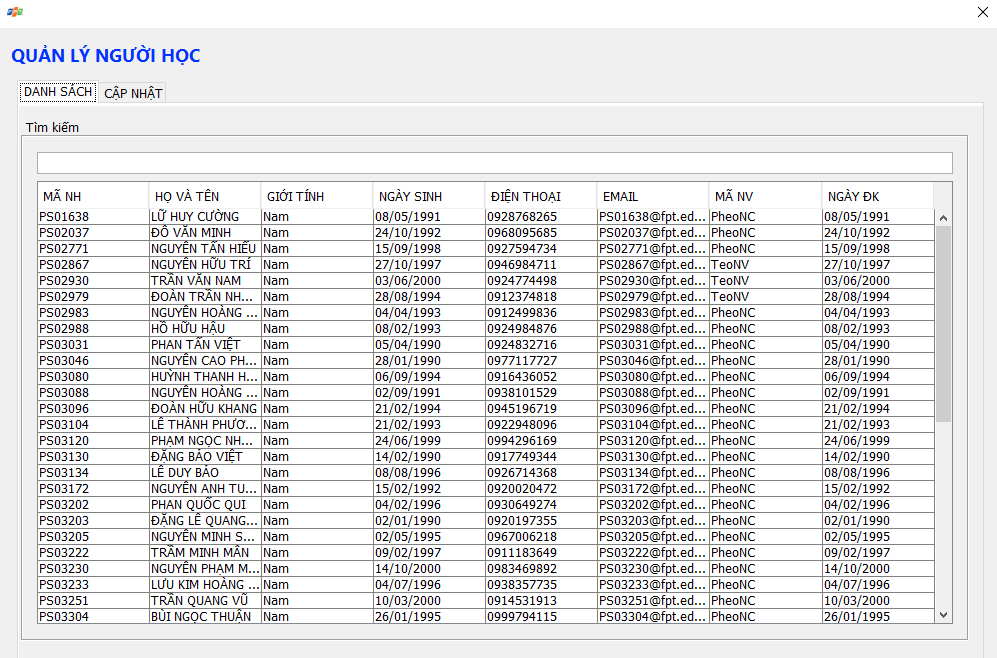 FPT
QUẢN LÝ NGƯỜI HỌC
DANH SÁCH CẬP NHẬT
Tìm kiếm
MÃ NH HỌ VÀ TÊN GIỚI TÍNH NGÀY SINH ĐIỆN THOẠI EMAIL MÃ NV NGÀY ĐK
PS01638 LỮ HUY CƯỜNG Nam 08/05/1991 0928768265 PS01638@fpt.ed... PheoNC 08/05/1991
PS02037 ĐỖ VĂN MINH Nam 24/10/1992 0968095685 PS02037@fpt.ed... PheoNC 24/10/1992
PS02771 NGUYỄN TẤN HIẾU Nam 15/09/1998 0927594734 PS02771@fpt.ed... PheoNC 15/09/1998
PS02867 NGUYỄN HỮU TRÍ Nam 27/10/1997 0946984711 PS02867@fpt.ed... TeoNV 27/10/1997
PS02930 TRẦN VĂN NAM Nam 03/06/2000 0924774498 PS02930@fpt.ed... TeoNV 03/06/2000
PS02979 ĐOÀN TRẦN NH... Nam 28/08/1994 0912374818 PS02979@fpt.ed... TeoNV 28/08/1994
PS02983 NGUYỄN HOÀNG ... Nam 04/04/1993 0912499836 PS02983@fpt.ed... PheoNC 04/04/1993
PS02988 HỒ HỮU HẬU Nam 08/02/1993 0924984876 PS02988@fpt.ed... PheoNC 08/02/1993
PS03031 PHAN TẤN VIỆT Nam 05/04/1990 0924832716 PS03031@fpt.ed... PheoNC 05/04/1990
PS03046 NGUYỄN CAO PH... Nam 28/01/1990 0977117727 PS03046@fpt.ed... PheoNC 28/01/1990
PS03080 HUỲNH THANH H... Nam 06/09/1994 0916436052 PS03080@fpt.ed... PheoNC 06/09/1994
PS03088 NGUYỄN HOÀNG ... Nam 02/09/1991 0938101529 PS03088@fpt.ed... PheoNC 02/09/1991
PS03096 ĐOÀN HỮU KHANG Nam 21/02/1994 0945196719 PS03096@fpt.ed... PheoNC 21/02/1994
PS03104 LÊ THÀNH PHƯƠ... Nam 21/02/1993 0922948096 PS03104@fpt.ed... PheoNC 21/02/1993
PS03120 PHẠM NGỌC NH... Nam 24/06/1999 0994296169 PS03120@fpt.ed... PheoNC 24/06/1999
PS03130 ĐẶNG BẢO VIỆT Nam 14/02/1990 0917749344 PS03130@fpt.ed... PheoNC 14/02/1990
PS03134 LÊ DUY BẢO Nam 08/08/1996 0926714368 PS03134@fpt.ed... PheoNC 08/08/1996
PS03172 NGUYỄN ANH TU... Nam 15/02/1992 0920020472 PS03172@fpt.ed... PheoNC 15/02/1992
PS03202 PHAN QUỐC QUI Nam 04/02/1996 0930649274 PS03202@fpt.ed... PheoNC 04/02/1996
PS03203 ĐẶNG LÊ QUANG... Nam 02/01/1990 0920197355 PS03203@fpt.ed... PheoNC 02/01/1990
PS03205 NGUYỄN MINH S... Nam 02/05/1995 0967006218 PS03205@fpt.ed... PheoNC 02/05/1995
PS03222 TRẦM MINH MẪN Nam 09/02/1997 0911183649 PS03222@fpt.ed... PheoNC 09/02/1997
PS03230 NGUYỄN PHẠM M... Nam 14/10/2000 0983469892 PS03230@fpt.ed... PheoNC 14/10/2000
PS03233 LƯU KIM HOÀNG ... Nam 04/07/1996 0938357735 PS03233@fpt.ed... PheoNC 04/07/1996
PS03251 TRẦN QUANG VŨ Nam 10/03/2000 0914531913 PS03251@fpt.ed... PheoNC 10/03/2000
PS03304 BÙI NGỌC THUẬN Nam 26/01/1995 0999794115 PS03304@fpt.ed... PheoNC 26/01/1995